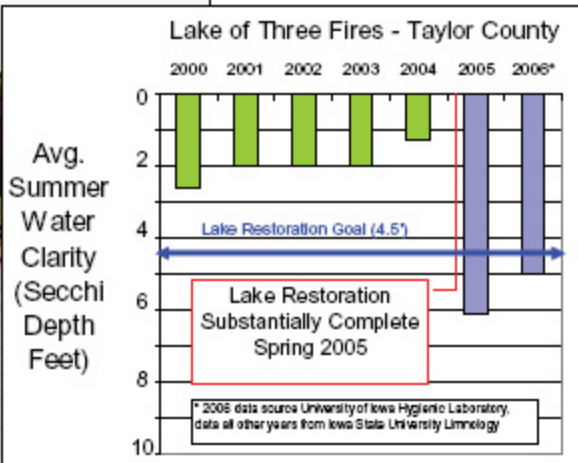 Lake of Three Fires - Taylor County
2000 2001 2002 2003 2004 2005 2006*
0
2
4
6
8
10
Avg.
Summer
Water
Clarity
(Secchi
Depth
Feet)
Lake Restoration Goal (4.5')
Lake Restoration
Substantially Complete
Spring 2005
* 2006 data source University of Iowa Hygienic Laboratory,
data all other years from Iowa State University Limnology